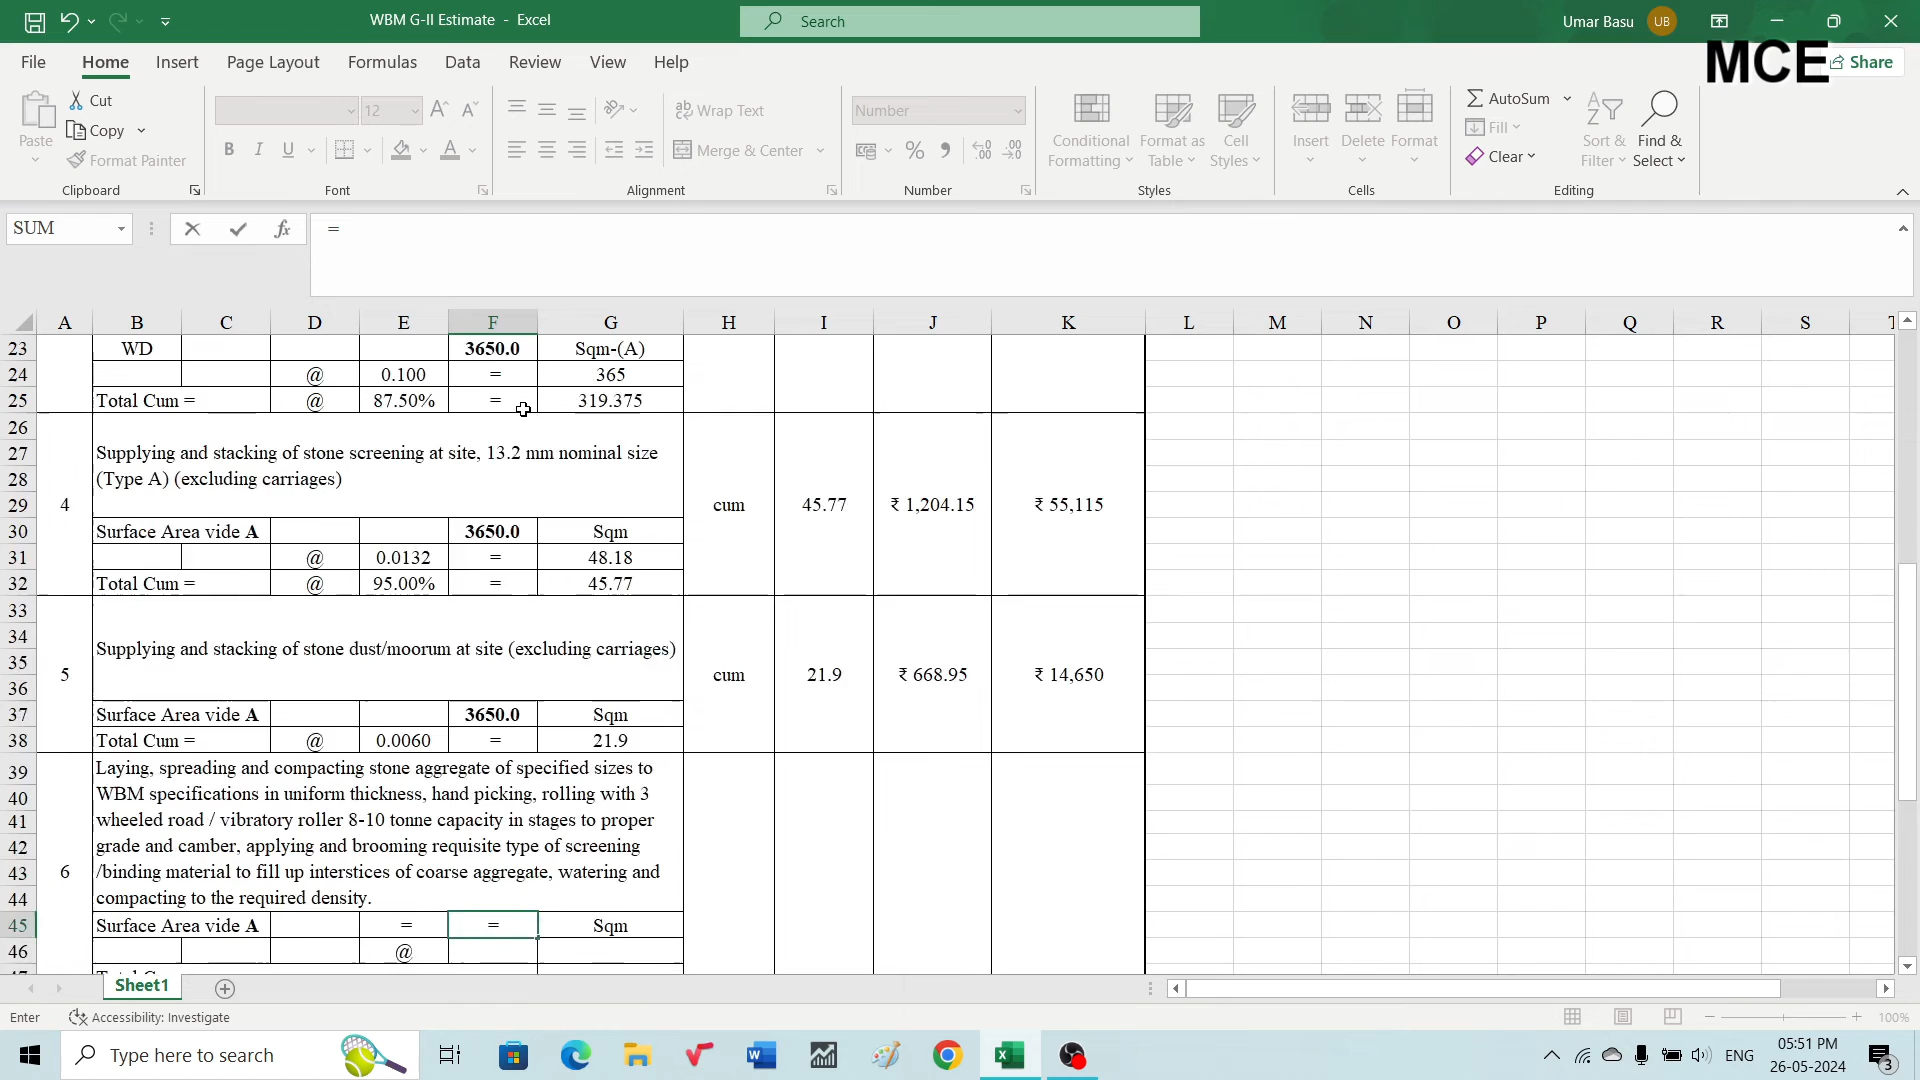 WBM G-II Estimate - Excel
Search
Umar Basu UB
MCE
File Home Insert Page Layout Formulas Data Review View Help
Share
Paste
Cut
Copy
Format Painter
Clipboard
12
B I U
Font
Wrap Text
Merge & Center
Alignment
Number
Number
Conditional Formatting
Format as Table
Cell Styles
Styles
Insert Delete Format
Cells
AutoSum
Fill
Clear
Sort & Filter
Find & Select
Editing
SUM
fx =
A B C D E F G H I J K L M N O P Q R S
23 WD 3650.0 Sqm-(A)
24 @ 0.100 = 365
25 Total Cum = @ 87.50% = 319.375
26
27 Supplying and stacking of stone screening at site, 13.2 mm nominal size
28 (Type A) (excluding carriages)
29 4 cum 45.77 ₹ 1,204.15 ₹ 55,115
30 Surface Area vide A 3650.0 Sqm
31 @ 0.0132 = 48.18
32 Total Cum = @ 95.00% = 45.77
33
34
35 Supplying and stacking of stone dust/moorum at site (excluding carriages)
36 5 cum 21.9 ₹ 668.95 ₹ 14,650
37 Surface Area vide A 3650.0 Sqm
38 Total Cum = @ 0.0060 = 21.9
39 Laying, spreading and compacting stone aggregate of specified sizes to
40 WBM specifications in uniform thickness, hand picking, rolling with 3
41 wheeled road / vibratory roller 8-10 tonne capacity in stages to proper
42 grade and camber, applying and brooming requisite type of screening
43 6 /binding material to fill up interstices of coarse aggregate, watering and
44 compacting to the required density.
45 Surface Area vide A = = Sqm
46 @
Sheet1
Enter
Accessibility: Investigate
100%
Type here to search
ENG
05:51 PM
26-05-2024
3